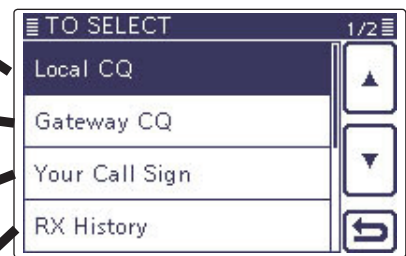 TO SELECT 1/2
Local CQ
Gateway CQ
Your Call Sign
RX History